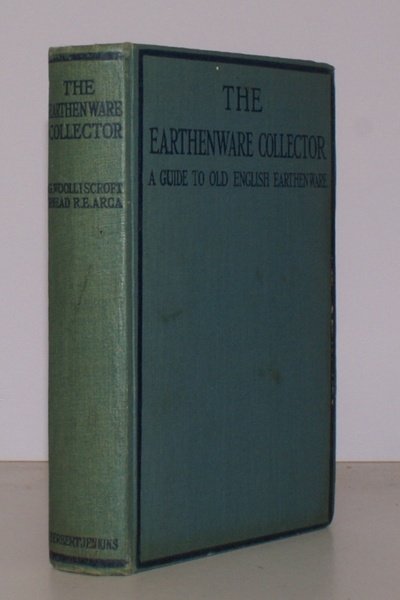 THE
EARTHENWARE
COLLECTOR
G.WOOLLISCROFT
RHEAD R.E. ARCA
HERBERT JENKINS
THE
EARTHENWARE COLLECTOR
A GUIDE TO OLD ENGLISH EARTHENWARE